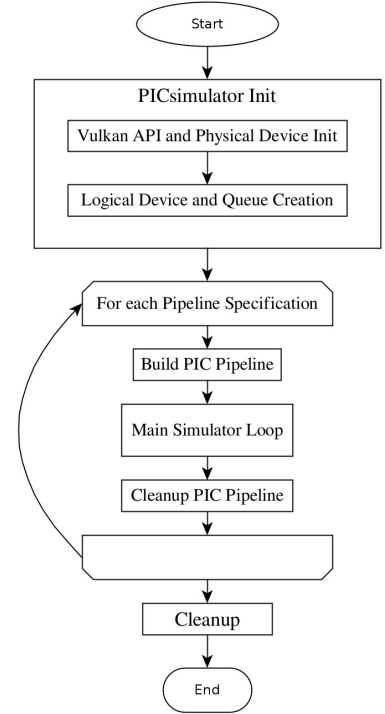 Start
PICsimulator Init
Vulkan API and Physical Device Init
Logical Device and Queue Creation
For each Pipeline Specification
Build PIC Pipeline
Main Simulator Loop
Cleanup PIC Pipeline
Cleanup
End